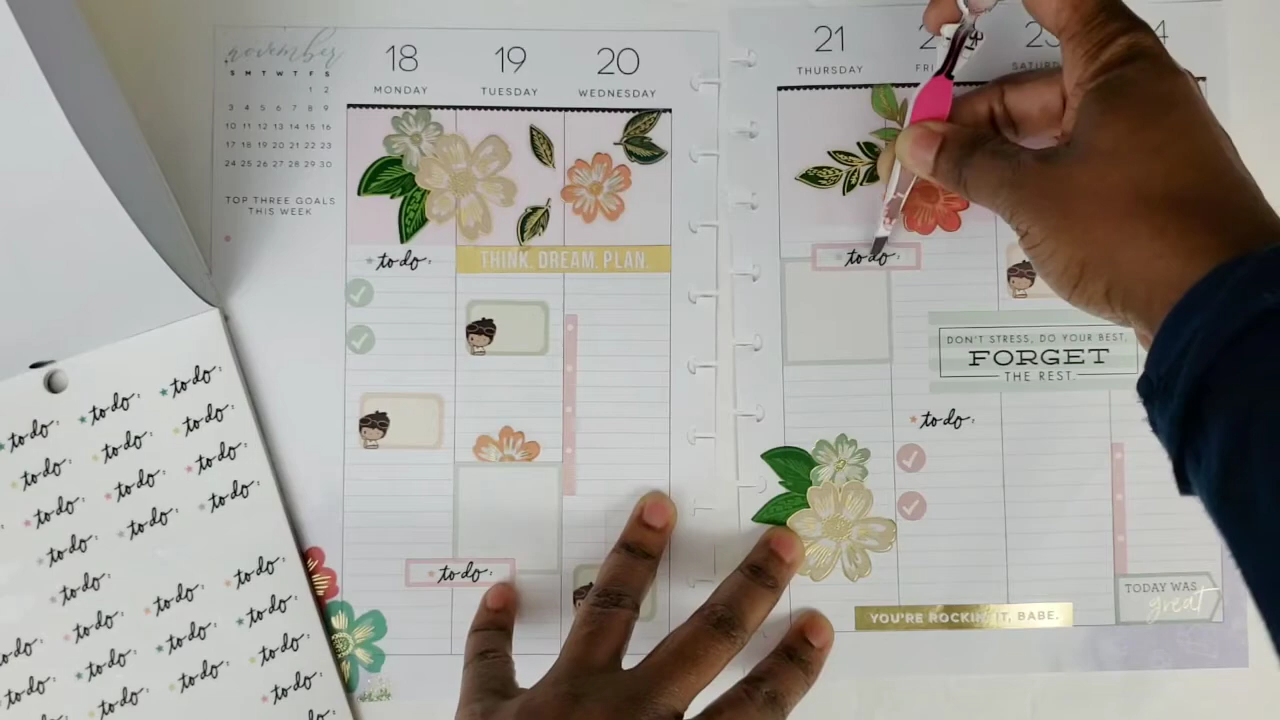 november
S M T W T F S
1 2
3 4 5 6 7 8 9
10 11 12 13 14 15 16
17 18 19 20 21 22 23
24 25 26 27 28 29 30
TOP THREE GOALS
THIS WEEK
18
MONDAY
19
TUESDAY
20
WEDNESDAY
to do:
THINK. DREAM. PLAN.
to do:
21
THURSDAY
to do:
DON'T STRESS, DO YOUR BEST,
FORGET
THE REST.
to do:
TODAY WAS
great
YOU'RE ROCKIN' IT, BABE.
to do: to do: to do:
to do: to do: to do:
to do: to do: to do:
to do: to do: to do:
to do:
to do: to do: to do:
to do: to do: to do:
to do: to do: to do:
to do: to do: